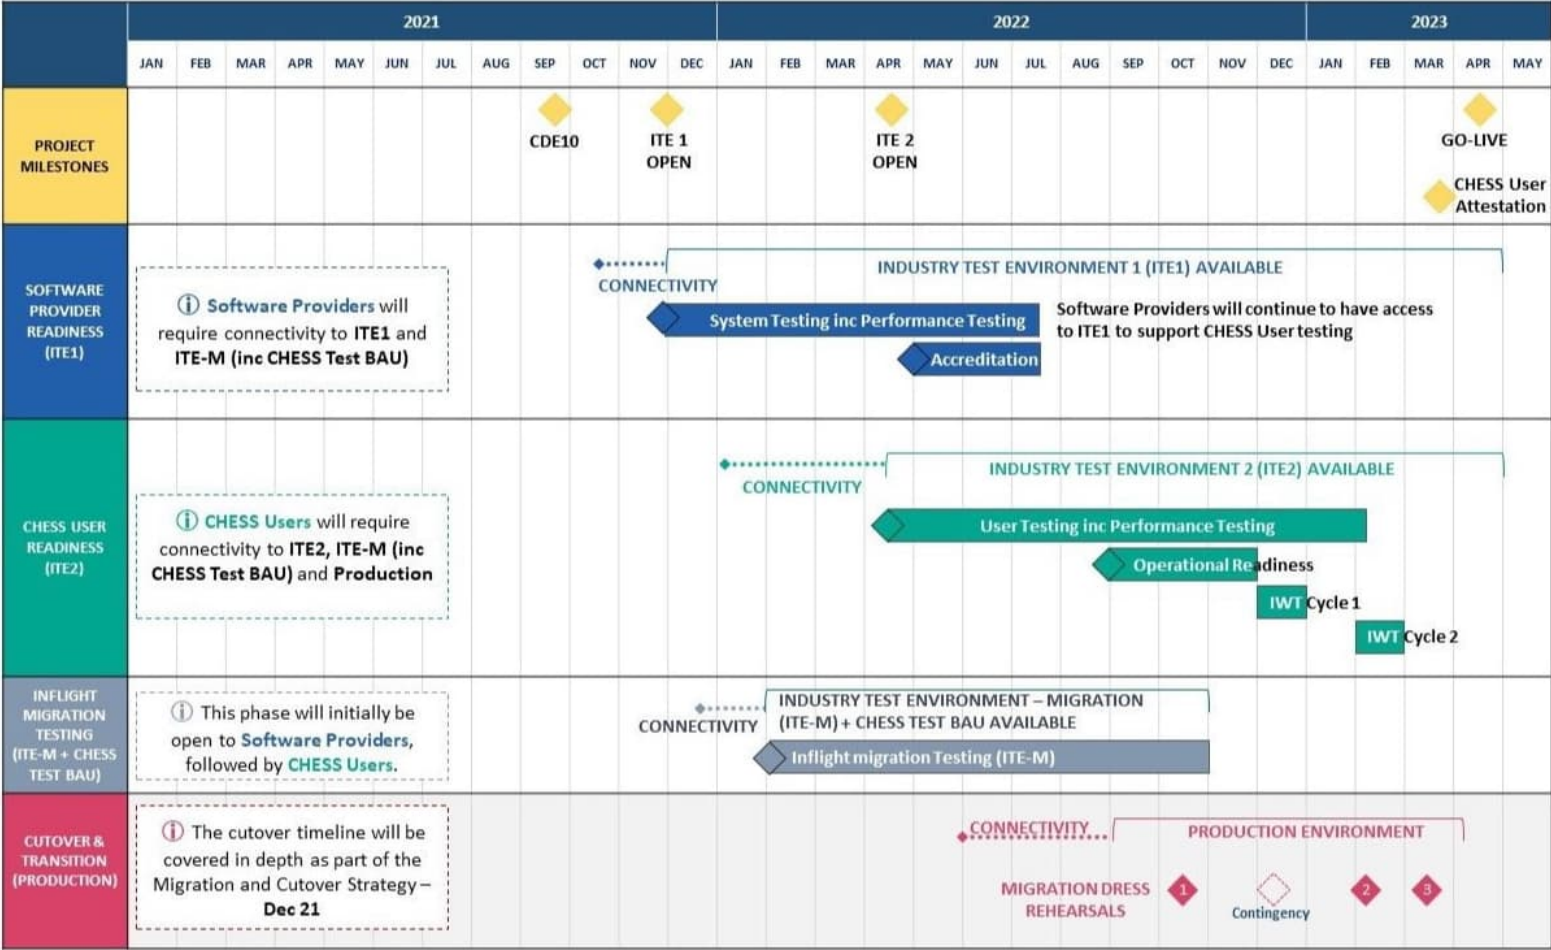 2021 2022 2023
JAN FEB MAR APR MAY JUN JUL AUG SEP OCT NOV DEC JAN FEB MAR APR MAY JUN JUL AUG SEP OCT NOV DEC JAN FEB MAR APR MAY
PROJECT
MILESTONES
CDE10
ITE 1
OPEN
ITE 2
OPEN
GO-LIVE
CHESS User
Attestation
SOFTWARE
PROVIDER
READINESS
(ITE1)
Software Providers will
require connectivity to ITE1 and
ITE-M (inc CHESS Test BAU)
CONNECTIVITY
INDUSTRY TEST ENVIRONMENT 1 (ITE1) AVAILABLE
System Testing inc Performance Testing
Software Providers will continue to have access
to ITE1 to support CHESS User testing
Accreditation
CHESS USER
READINESS
(ITE2)
CHESS Users will require
connectivity to ITE2, ITE-M (inc
CHESS Test BAU) and Production
CONNECTIVITY
INDUSTRY TEST ENVIRONMENT 2 (ITE2) AVAILABLE
User Testing inc Performance Testing
Operational Readiness
IWT Cycle 1
IWT Cycle 2
INFLIGHT
MIGRATION
TESTING
(ITE-M + CHESS
TEST BAU)
This phase will initially be
open to Software Providers,
followed by CHESS Users.
CONNECTIVITY
INDUSTRY TEST ENVIRONMENT – MIGRATION
(ITE-M) + CHESS TEST BAU AVAILABLE
Inflight migration Testing (ITE-M)
CUTOVER &
TRANSITION
(PRODUCTION)
The cutover timeline will be
covered in depth as part of the
Migration and Cutover Strategy –
Dec 21
CONNECTIVITY
PRODUCTION ENVIRONMENT
MIGRATION DRESS
REHEARSALS
1
Contingency
2
3